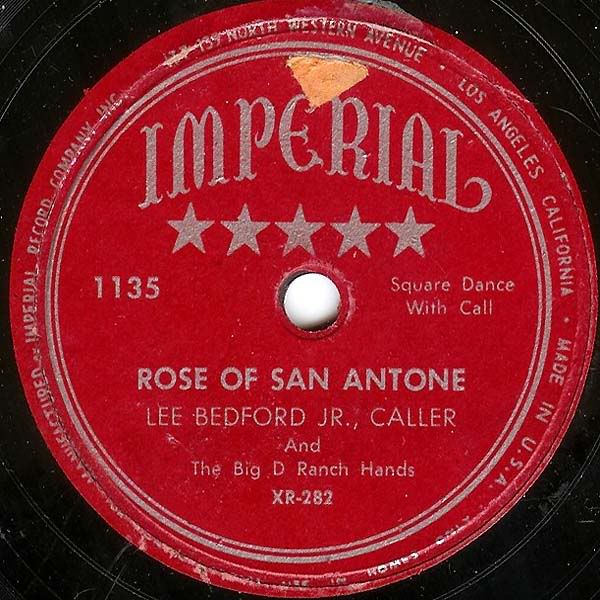 MANUFACTURED by IMPERIAL RECORD COMPANY, INC.
137 NORTH WESTERN AVENUE • LOS ANGELES CALIFORNIA • MADE IN U.S.A.
IMPERIAL
1135
Square Dance
With Call
ROSE OF SAN ANTONE
LEE BEDFORD JR., CALLER
And
The Big D Ranch Hands
XR-282